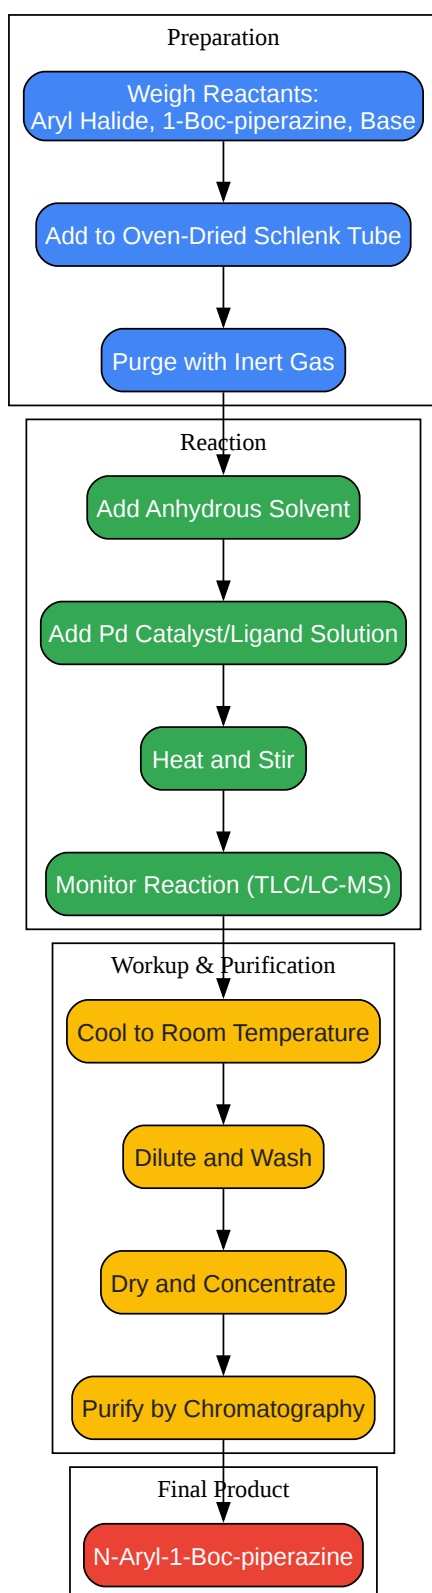 Preparation
Weigh Reactants:
Aryl Halide, 1-Boc-piperazine, Base
Add to Oven-Dried Schlenk Tube
Purge with Inert Gas
Reaction
Add Anhydrous Solvent
Add Pd Catalyst/Ligand Solution
Heat and Stir
Monitor Reaction (TLC/LC-MS)
Workup & Purification
Cool to Room Temperature
Dilute and Wash
Dry and Concentrate
Purify by Chromatography
Final Product
N-Aryl-1-Boc-piperazine